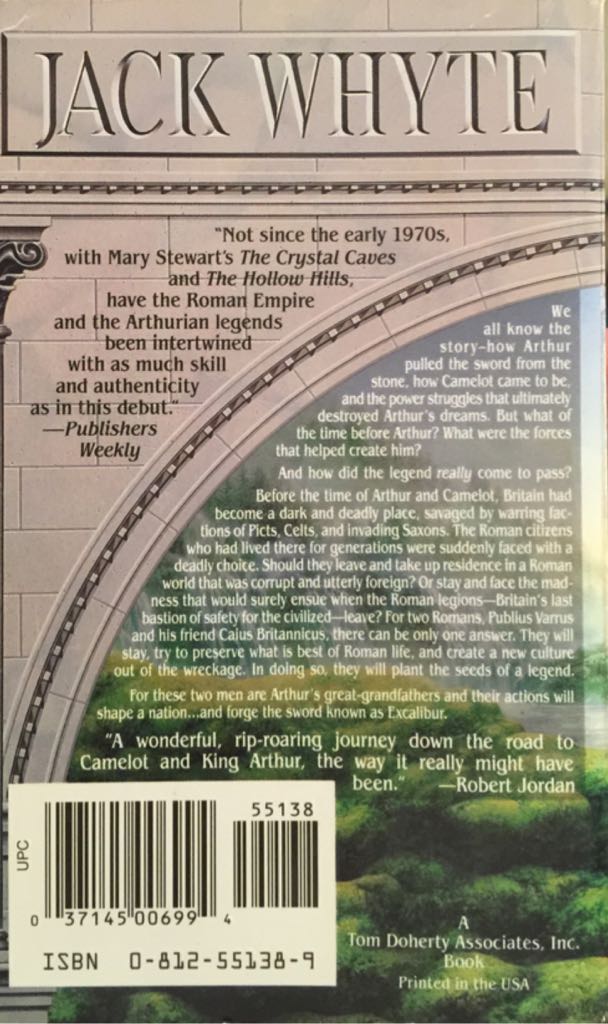 JACK WHYTE
"Not since the early 1970s,
with Mary Stewart's The Crystal Caves
and The Hollow Hills,
have the Roman Empire
and the Arthurian legends
been intertwined
with as much skill
and authenticity
as in this debut."
—Publishers
Weekly
We
all know the
story–how Arthur
pulled the sword from the
stone, how Camelot came to be,
and the power struggles that ultimately
destroyed Arthur's dreams. But what of
the time before Arthur? What were the forces
that helped create him?
And how did the legend really come to pass?
Before the time of Arthur and Camelot, Britain had
become a dark and deadly place, savaged by warring fac-
tions of Picts, Celts, and invading Saxons. The Roman citizens
who had lived there for generations were suddenly faced with a
deadly choice. Should they leave and take up residence in a Roman
world that was corrupt and utterly foreign? Or stay and face the mad-
ness that would surely ensue when the Roman legions—Britain's last
bastion of safety for the civilized—leave? For two Romans, Publius Varrus
and his friend Caius Britannicus, there can be only one answer. They will
stay, try to preserve what is best of Roman life, and create a new culture
out of the wreckage. In doing so, they will plant the seeds of a legend.
For these two men are Arthur's great-grandfathers and their actions will
shape a nation...and forge the sword known as Excalibur.
"A wonderful, rip-roaring journey down the road to
Camelot and King Arthur, the way it really might have
been." —Robert Jordan
UPC
55138
0 37145 00699 4
ISBN 0-812-55138-9
A
Tom Doherty Associates, Inc.
Book
Printed in the USA